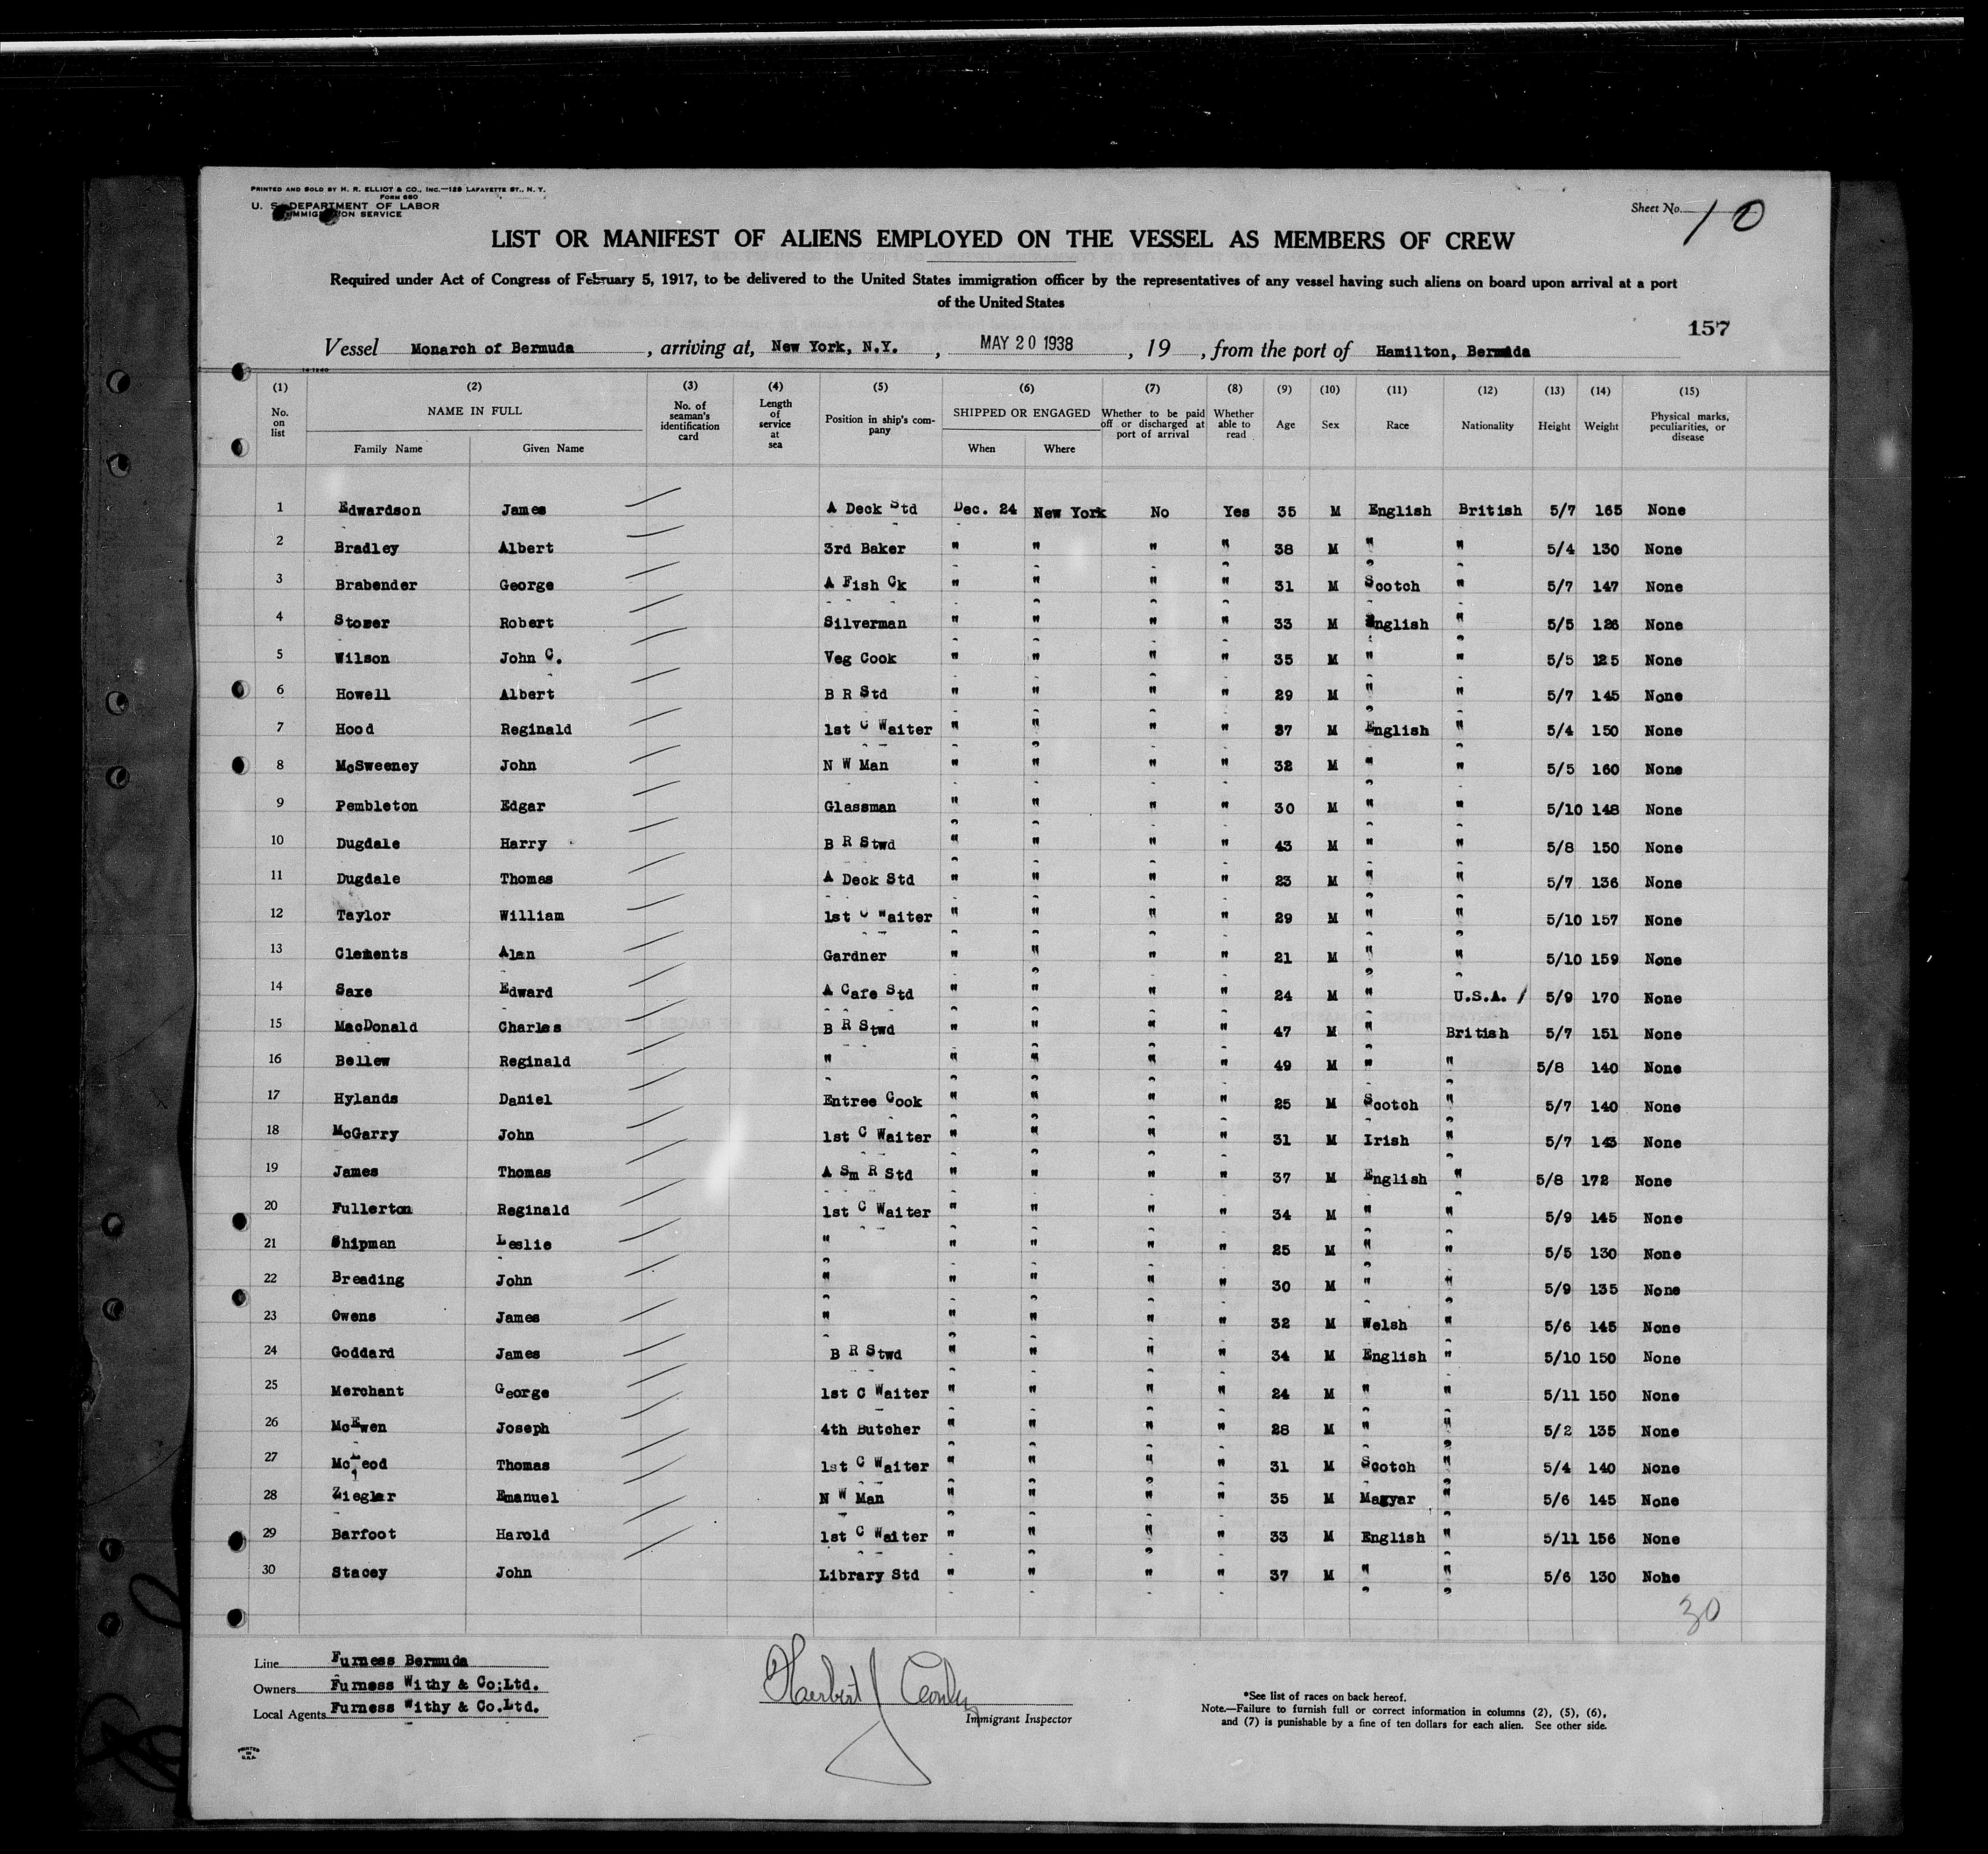 PRINTED AND SOLD BY H. R. ELLIOT & CO., INC.—129 LAFAYETTE ST., N. Y.
FORM 680
U. S. DEPARTMENT OF LABOR
IMMIGRATION SERVICE
Sheet No. 10
LIST OR MANIFEST OF ALIENS EMPLOYED ON THE VESSEL AS MEMBERS OF CREW
Required under Act of Congress of February 5, 1917, to be delivered to the United States immigration officer by the representatives of any vessel having such aliens on board upon arrival at a port
of the United States
157
Vessel Monarch of Bermuda, arriving at, New York, N.Y., MAY 20 1938, 19 , from the port of Hamilton, Bermuda
(1) (2) (3) (4) (5) (6) (7) (8) (9) (10) (11) (12) (13) (14) (15)
No. on list NAME IN FULL Family Name Given Name No. of seaman's identification card Length of service at sea Position in ship's company SHIPPED OR ENGAGED When Where Whether to be paid off or discharged at port of arrival Whether able to read Age Sex Race Nationality Height Weight Physical marks, peculiarities, or disease
1 Edwardson James A Deck Std Dec. 24 New York No Yes 35 M English British 5/7 165 None
2 Bradley Albert 3rd Baker " " " " 38 M " " 5/4 130 None
3 Brabender George A Fish Ck " " " " 31 M Scotch " 5/7 147 None
4 Robert Silverman " " " " 33 M English " 5/5 126 None
5 Wilson John C. Veg Cook " " " " 35 M " " 5/5 125 None
6 Howell Albert B R Std " " " " 29 M " " 5/7 145 None
7 Hood Reginald 1st C Waiter " " " " 37 M English " 5/4 150 None
8 McSweeney John N W Man " " " " 32 M " " 5/5 160 None
9 Pembleton Edgar Glassman " " " " 30 M " " 5/10 148 None
10 Dugdale Harry B R Stwd " " " " 43 M " " 5/8 150 None
11 Dugdale Thomas A Deck Std " " " " 23 M " " 5/7 136 None
12 Taylor William 1st C Waiter " " " " 29 M " " 5/10 157 None
13 Clements Alan Gardner " " " " 21 M " " 5/10 159 None
14 Saxe Edward A Cafe Std " " " " 24 M " U.S.A. / 5/9 170 None
15 MacDonald Charles B R Stwd " " " " 47 M " British 5/7 151 None
16 Bellew Reginald " " " " " 49 M " " 5/8 140 None
17 Hylands Daniel Entree Cook " " " " 25 M Scotch " 5/7 140 None
18 McGarry John 1st C Waiter " " " " 31 M Irish " 5/7 143 None
19 James Thomas A Sm R Std " " " " 37 M English " 5/8 172 None
20 Fullerton Reginald 1st C Waiter " " " " 34 M " " 5/9 145 None
21 Shipman Leslie " " " " " 25 M " " 5/5 130 None
22 Breading John " " " " " 30 M " " 5/9 135 None
23 Owens James " " " " " 32 M Welsh " 5/6 145 None
24 Goddard James B R Stwd " " " " 34 M English " 5/10 150 None
25 Merchant George 1st C Waiter " " " " 24 M " " 5/11 150 None
26 McEwen Joseph 4th Butcher " " " " 28 M " " 5/2 135 None
27 McLeod Thomas 1st C Waiter " " " " 31 M Scotch " 5/4 140 None
28 Zieglar Emanuel N W Man " " " " 35 M Magyar " 5/6 145 None
29 Barfoot Harold 1st C Waiter " " " " 33 M English " 5/11 156 None
30 Stacey John Library Std " " " " 37 M " " 5/6 130 None
30
Line Furness Bermuda
Owners Furness Withy & Co;Ltd.
Local Agents Furness Withy & Co.Ltd.
Herbert J
Immigrant Inspector
*See list of races on back hereof.
Note.—Failure to furnish full or correct information in columns (2), (5), (6),
and (7) is punishable by a fine of ten dollars for each alien. See other side.
PRINTED
IN
U.S.A.